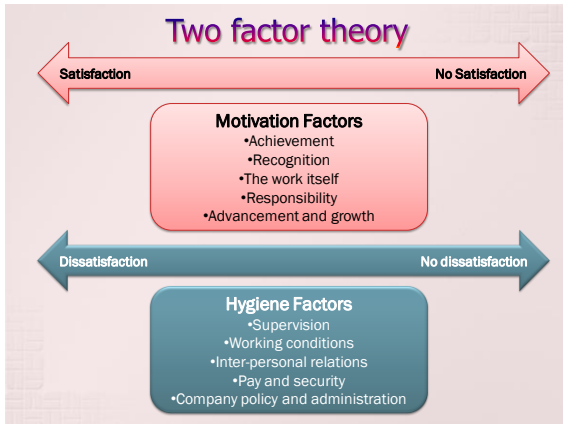 Two factor theory
Satisfaction No Satisfaction
Motivation Factors
•Achievement
•Recognition
•The work itself
•Responsibility
•Advancement and growth
Dissatisfaction No dissatisfaction
Hygiene Factors
•Supervision
•Working conditions
•Inter-personal relations
•Pay and security
•Company policy and administration